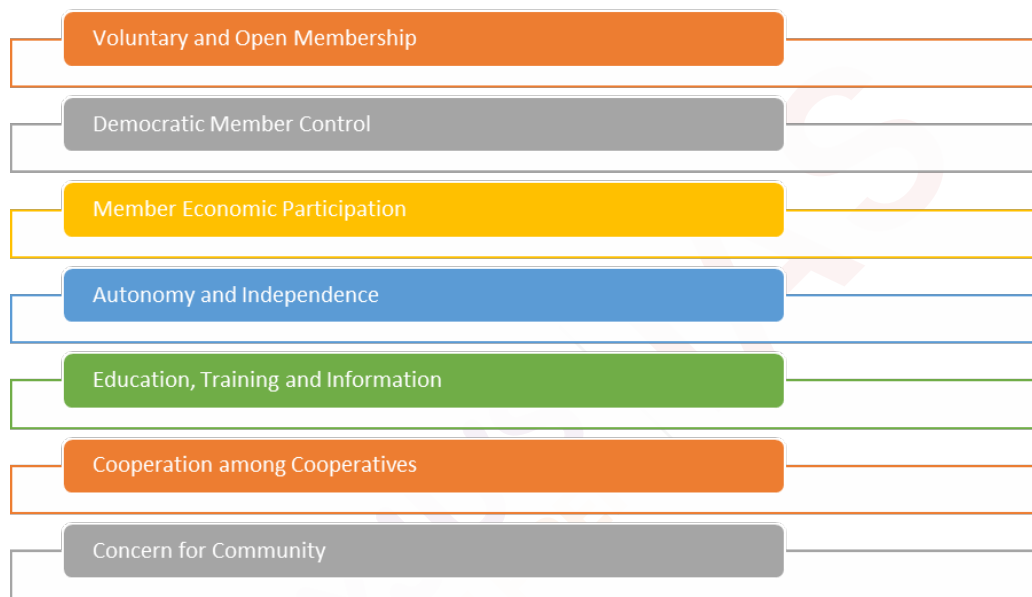 Voluntary and Open Membership
Democratic Member Control
Member Economic Participation
Autonomy and Independence
Education, Training and Information
Cooperation among Cooperatives
Concern for Community